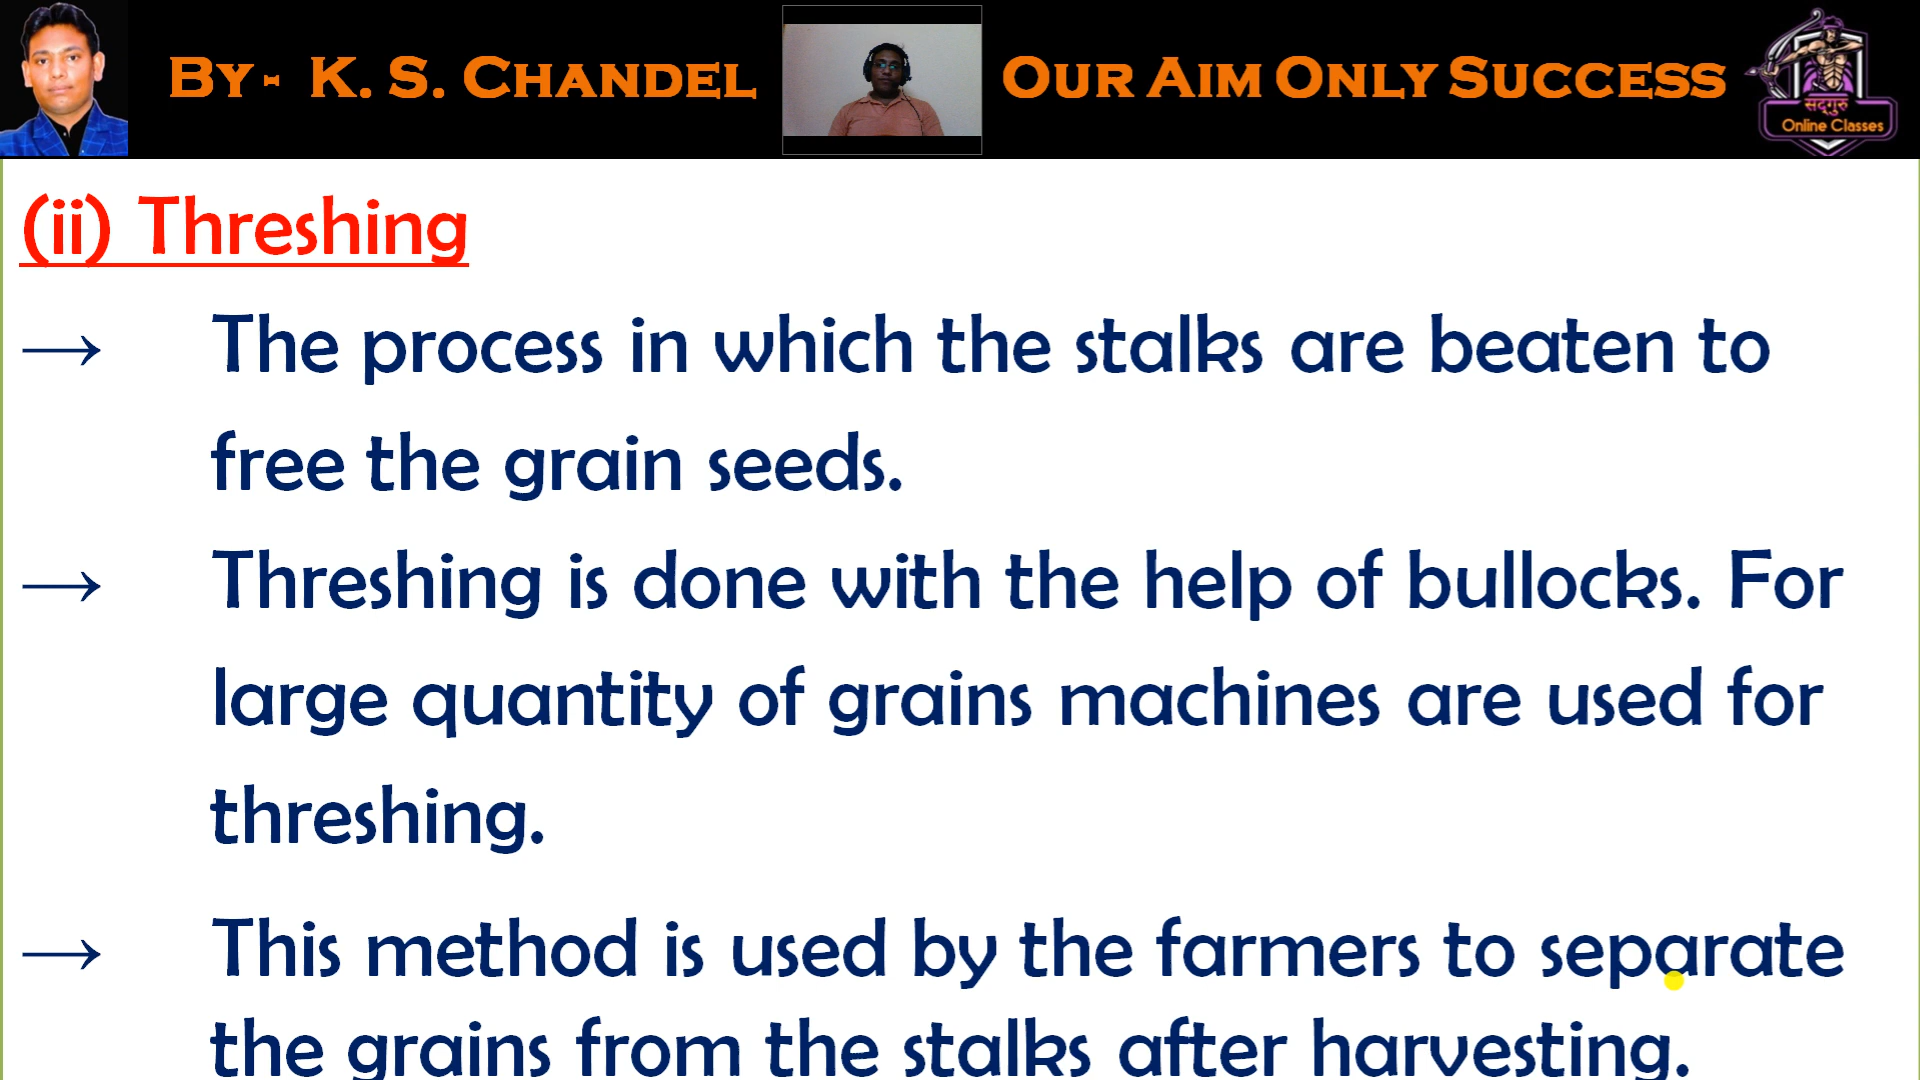 BY - K. S. CHANDEL
OUR AIM ONLY SUCCESS
सद्गुरु
Online Classes
(ii) Threshing
→ The process in which the stalks are beaten to
free the grain seeds.
→ Threshing is done with the help of bullocks. For
large quantity of grains machines are used for
threshing.
→ This method is used by the farmers to separate
the grains from the stalks after harvesting.